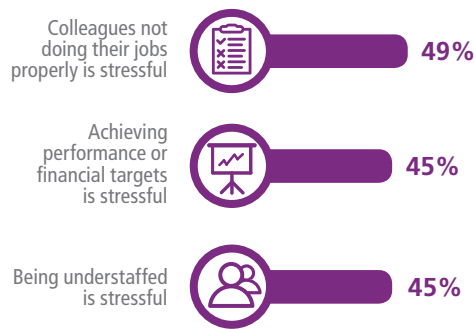 Colleagues not
doing their jobs
properly is stressful
49%
Achieving
performance or
financial targets
is stressful
45%
Being understaffed
is stressful
45%